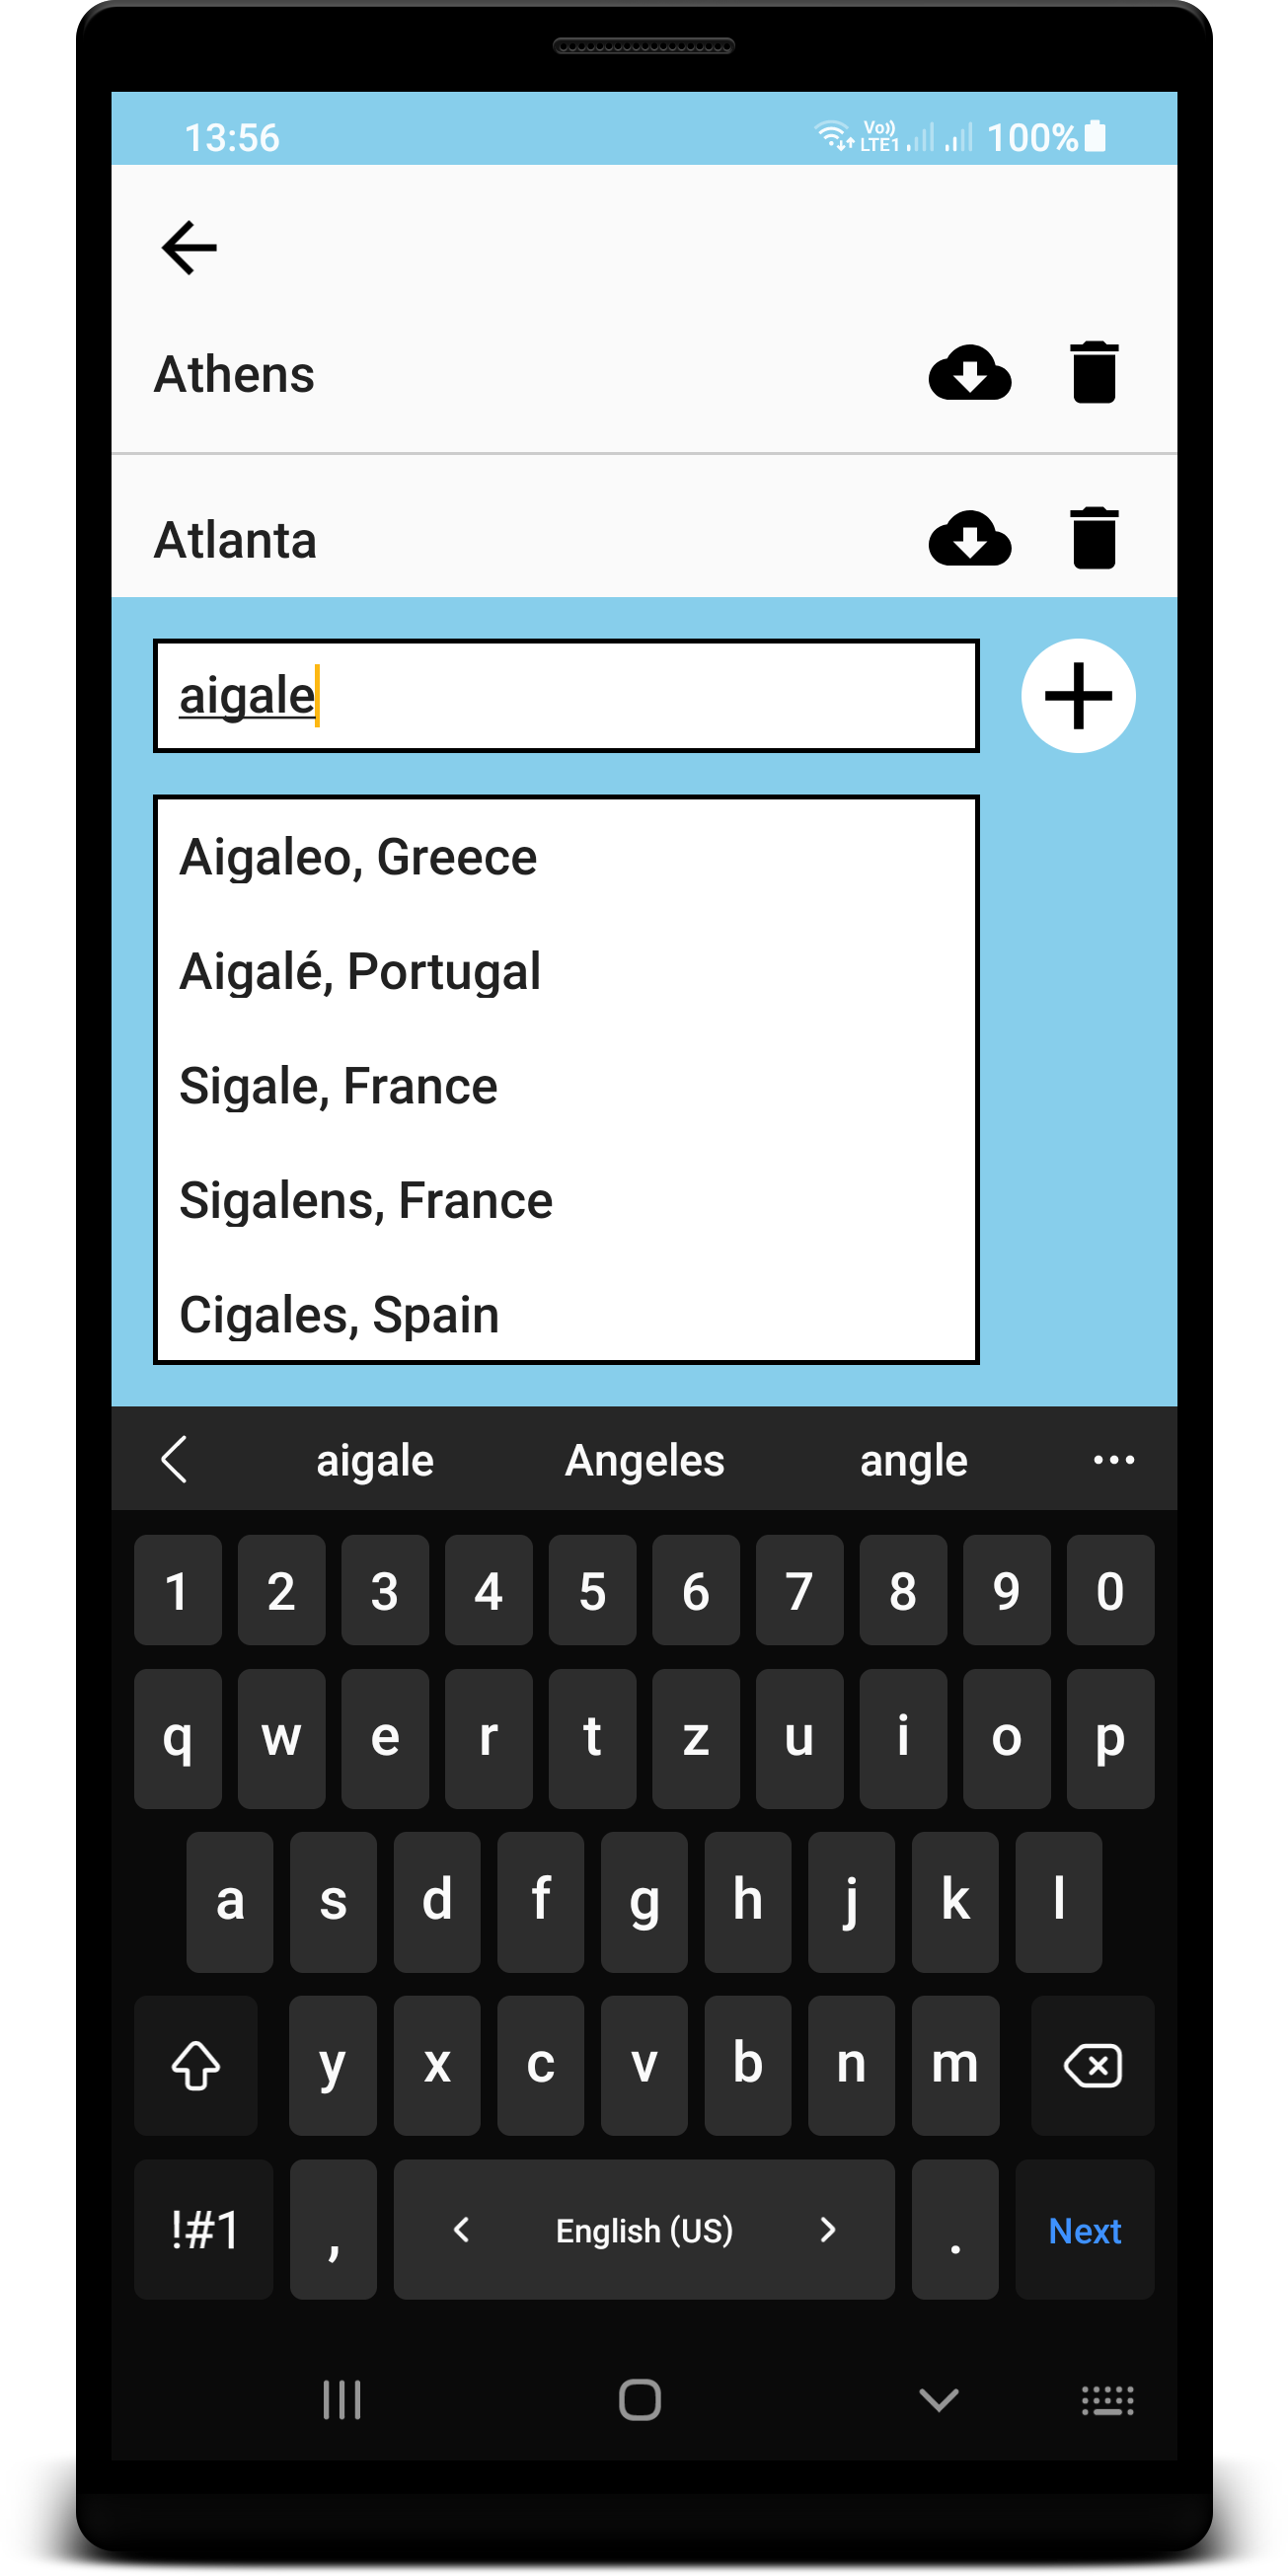 13:56 Vo)) LTE1 100%
Athens
Atlanta
aigale
Aigaleo, Greece
Aigalé, Portugal
Sigale, France
Sigalens, France
Cigales, Spain
aigale Angeles angle
1 2 3 4 5 6 7 8 9 0
q w e r t z u i o p
a s d f g h j k l
y x c v b n m
!#1 , English (US) . Next